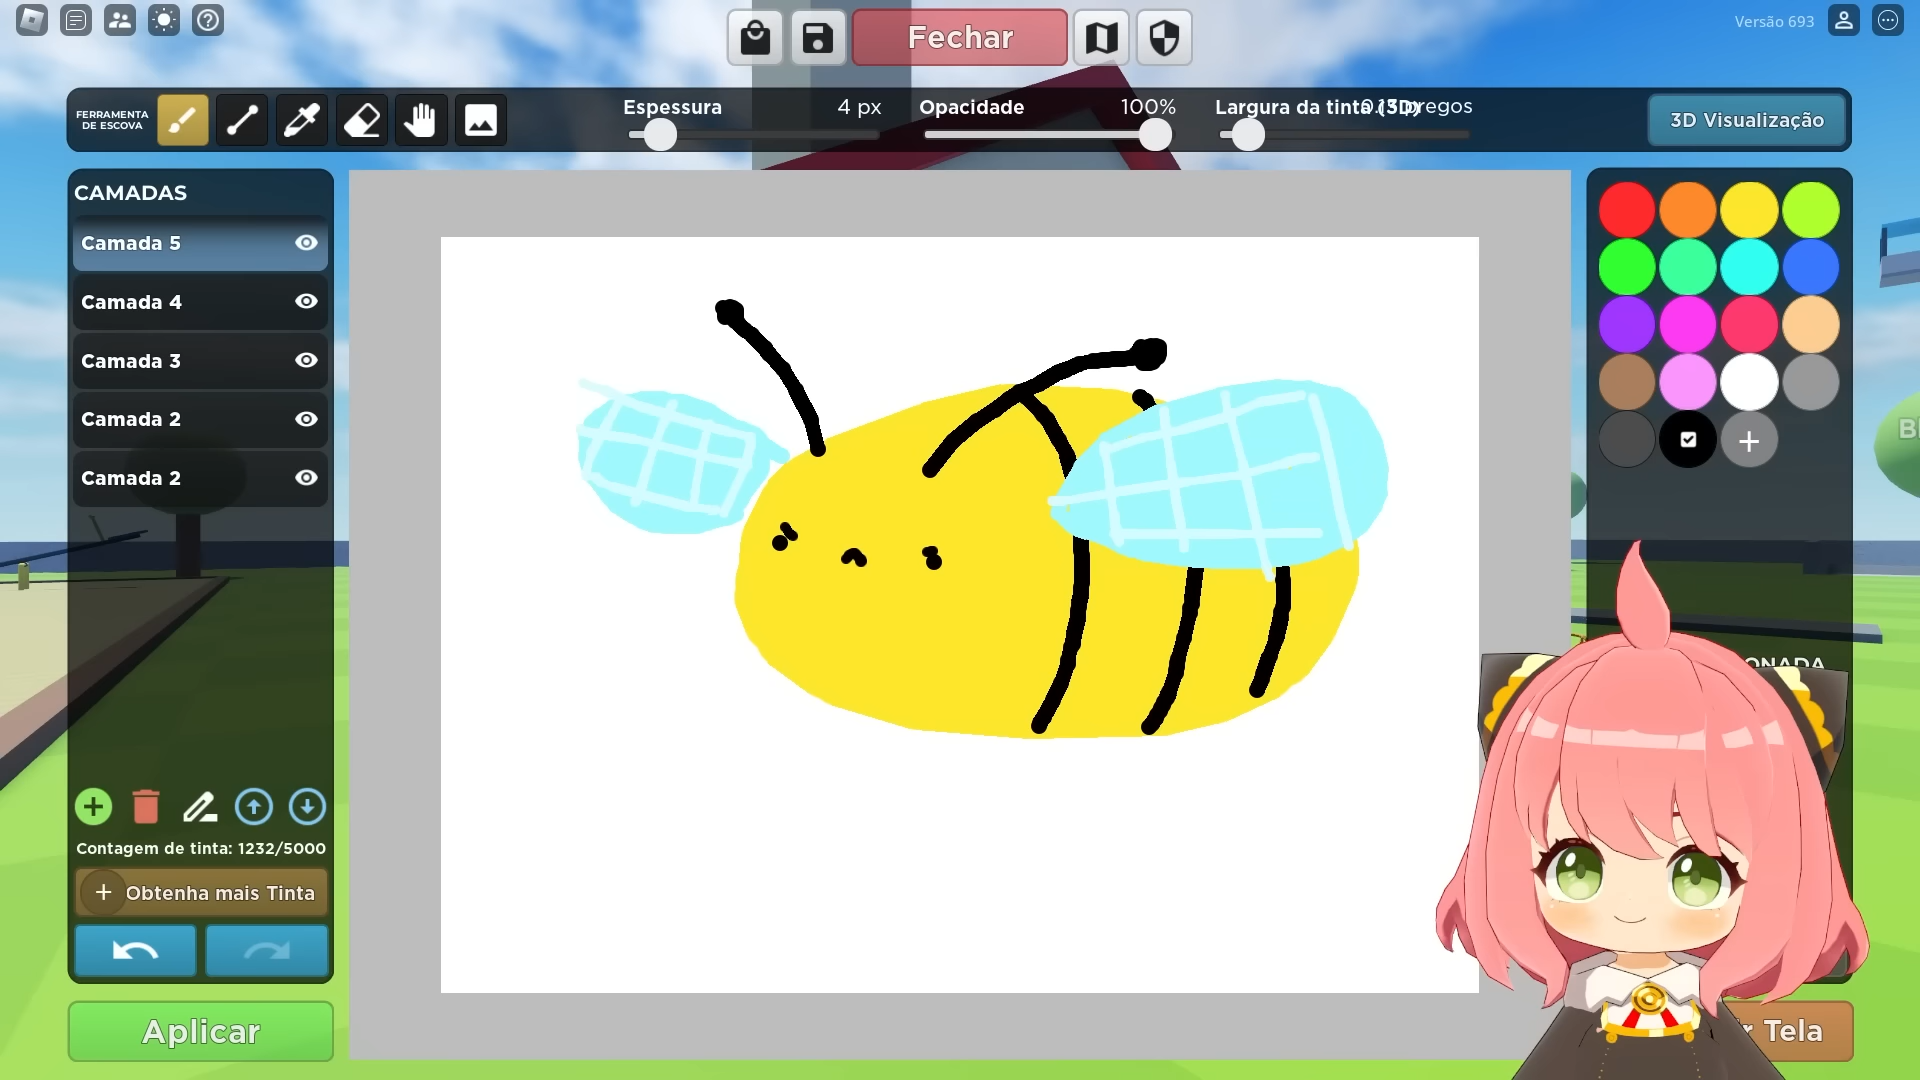 Fechar
Versão 693
FERRAMENTA
DE ESCOVA
Espessura
4 px
Opacidade
100%
Largura da tinta (3D)
pregos
3D Visualização
CAMADAS
Camada 5
Camada 4
Camada 3
Camada 2
Camada 2
Contagem de tinta: 1232/5000
+ Obtenha mais Tinta
Aplicar
Tela